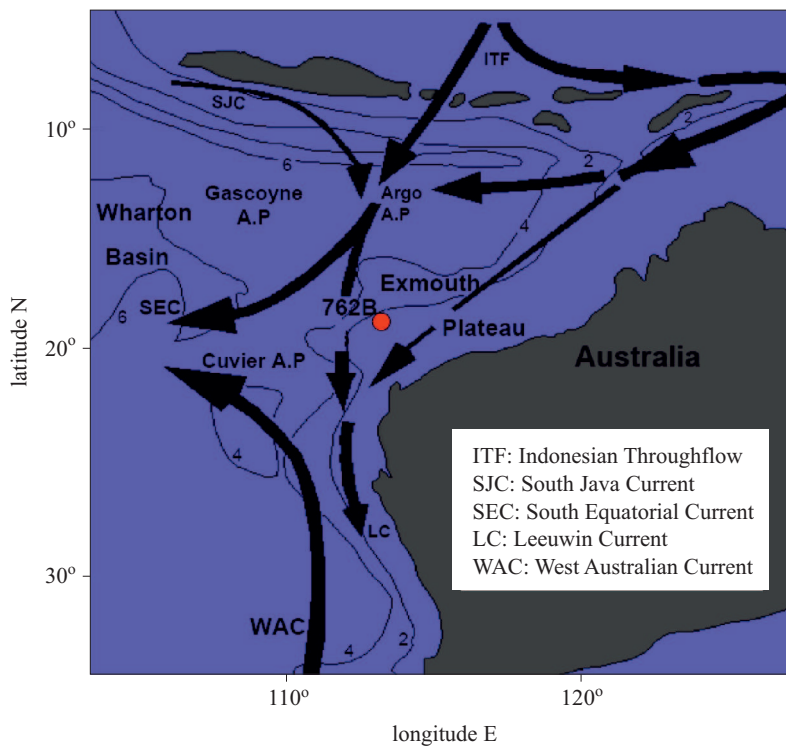 ITF
SJC
10º
2
6
2
Gascoyne
A.P
Argo
A.P
Wharton
Basin
4
Exmouth
6
SEC
762B
Plateau
20º
latitude N
Cuvier A.P
Australia
4
ITF: Indonesian Throughflow
SJC: South Java Current
SEC: South Equatorial Current
LC: Leeuwin Current
WAC: West Australian Current
LC
30º
WAC
4
2
110º
120º
longitude E